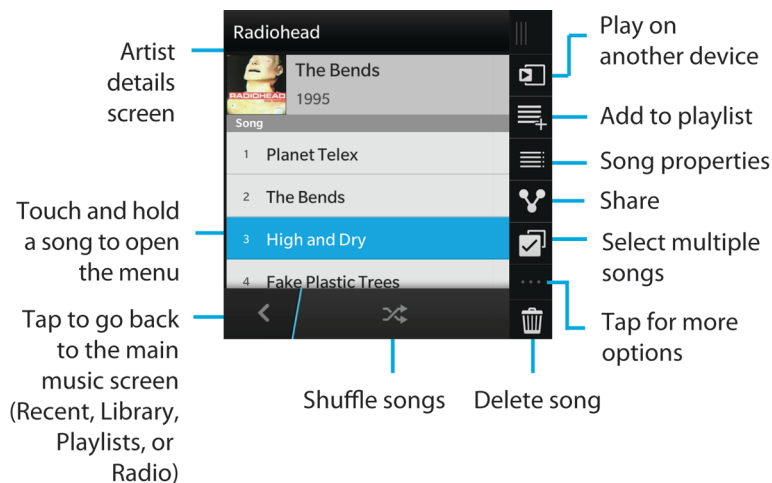 Artist
details
screen
Touch and hold
a song to open
the menu
Tap to go back
to the main
music screen
(Recent, Library,
Playlists, or
Radio)
Radiohead
RADIOHEAD
The Bends
1995
Song
1 Planet Telex
2 The Bends
3 High and Dry
4 Fake Plastic Trees
Shuffle songs
Delete song
Play on
another device
Add to playlist
Song properties
Share
Select multiple
songs
Tap for more
options